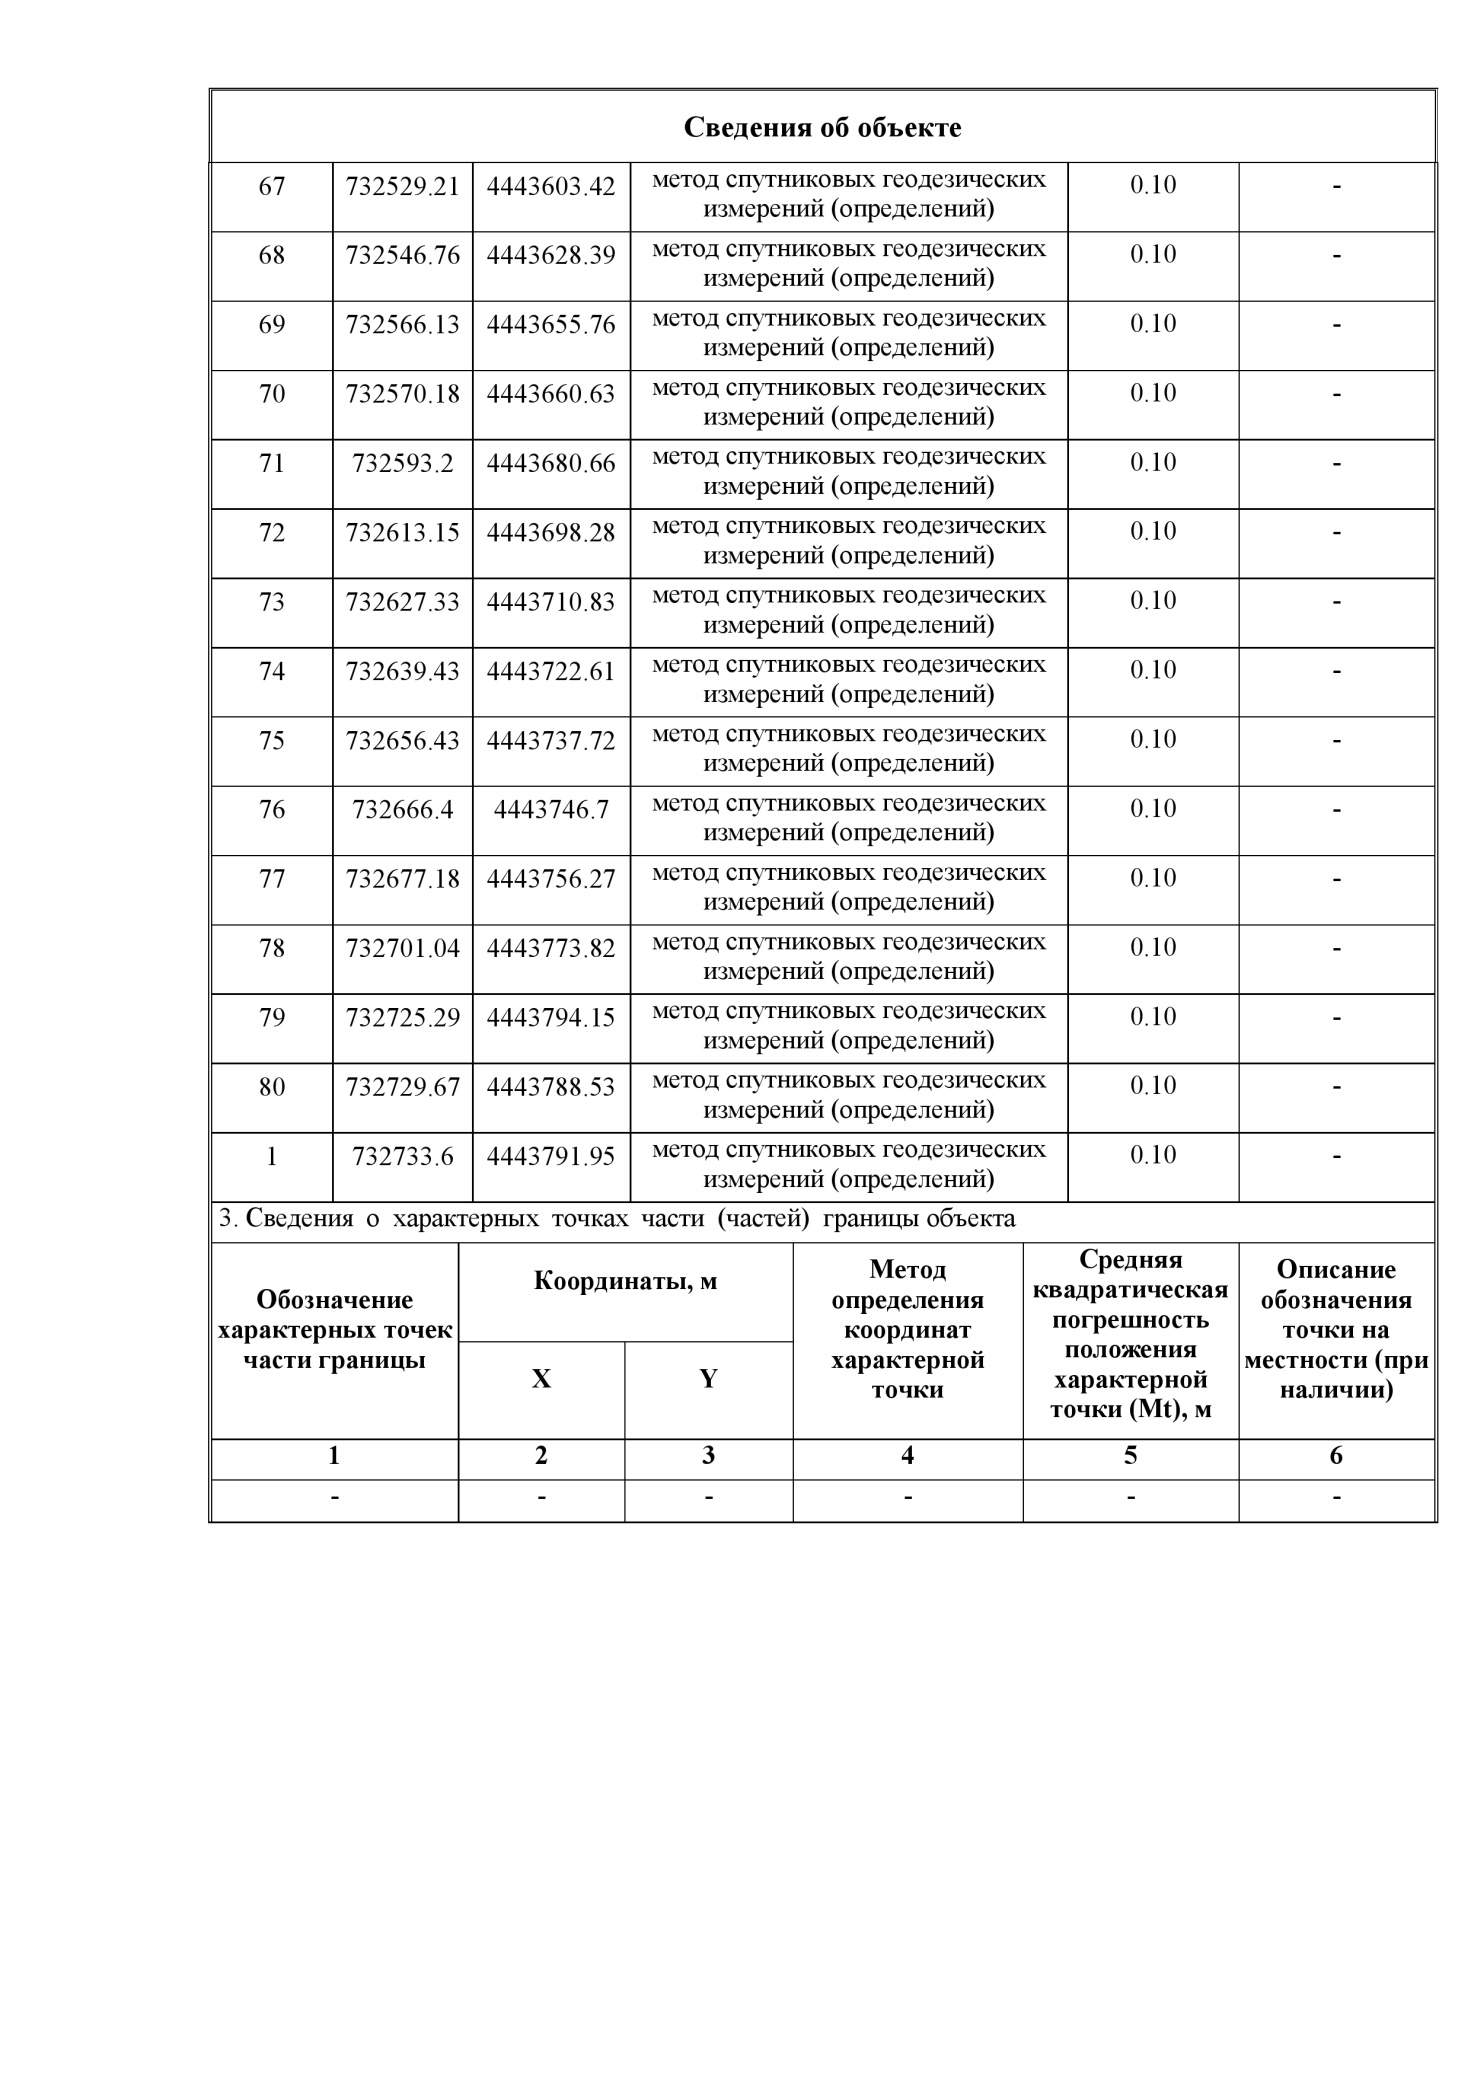 Сведения об объекте
67 732529.21 4443603.42 метод спутниковых геодезических измерений (определений) 0.10 -
68 732546.76 4443628.39 метод спутниковых геодезических измерений (определений) 0.10 -
69 732566.13 4443655.76 метод спутниковых геодезических измерений (определений) 0.10 -
70 732570.18 4443660.63 метод спутниковых геодезических измерений (определений) 0.10 -
71 732593.2 4443680.66 метод спутниковых геодезических измерений (определений) 0.10 -
72 732613.15 4443698.28 метод спутниковых геодезических измерений (определений) 0.10 -
73 732627.33 4443710.83 метод спутниковых геодезических измерений (определений) 0.10 -
74 732639.43 4443722.61 метод спутниковых геодезических измерений (определений) 0.10 -
75 732656.43 4443737.72 метод спутниковых геодезических измерений (определений) 0.10 -
76 732666.4 4443746.7 метод спутниковых геодезических измерений (определений) 0.10 -
77 732677.18 4443756.27 метод спутниковых геодезических измерений (определений) 0.10 -
78 732701.04 4443773.82 метод спутниковых геодезических измерений (определений) 0.10 -
79 732725.29 4443794.15 метод спутниковых геодезических измерений (определений) 0.10 -
80 732729.67 4443788.53 метод спутниковых геодезических измерений (определений) 0.10 -
1 732733.6 4443791.95 метод спутниковых геодезических измерений (определений) 0.10 -
3. Сведения о характерных точках части (частей) границы объекта
Обозначение
характерных точек
части границы
Координаты, м
X Y
Метод
определения
координат
характерной
точки
Средняя
квадратическая
погрешность
положения
характерной
точки (Mt), м
Описание
обозначения
точки на
местности (при
наличии)
1 2 3 4 5 6
- - - - - -